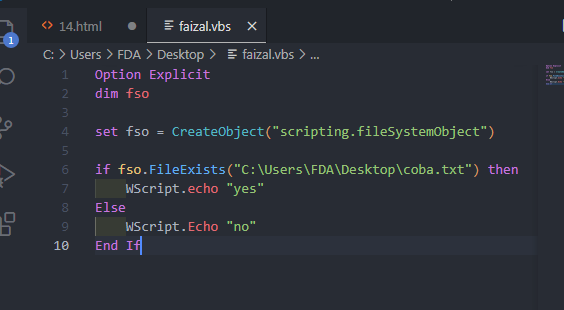 14.html
faizal.vbs
C: > Users > FDA > Desktop > faizal.vbs > ...
1 Option Explicit
2 dim fso
3
4 set fso = CreateObject("scripting.fileSystemObject")
5
6 if fso.FileExists("C:\Users\FDA\Desktop\coba.txt") then
7 WScript.echo "yes"
8 Else
9 WScript.Echo "no"
10 End If
1